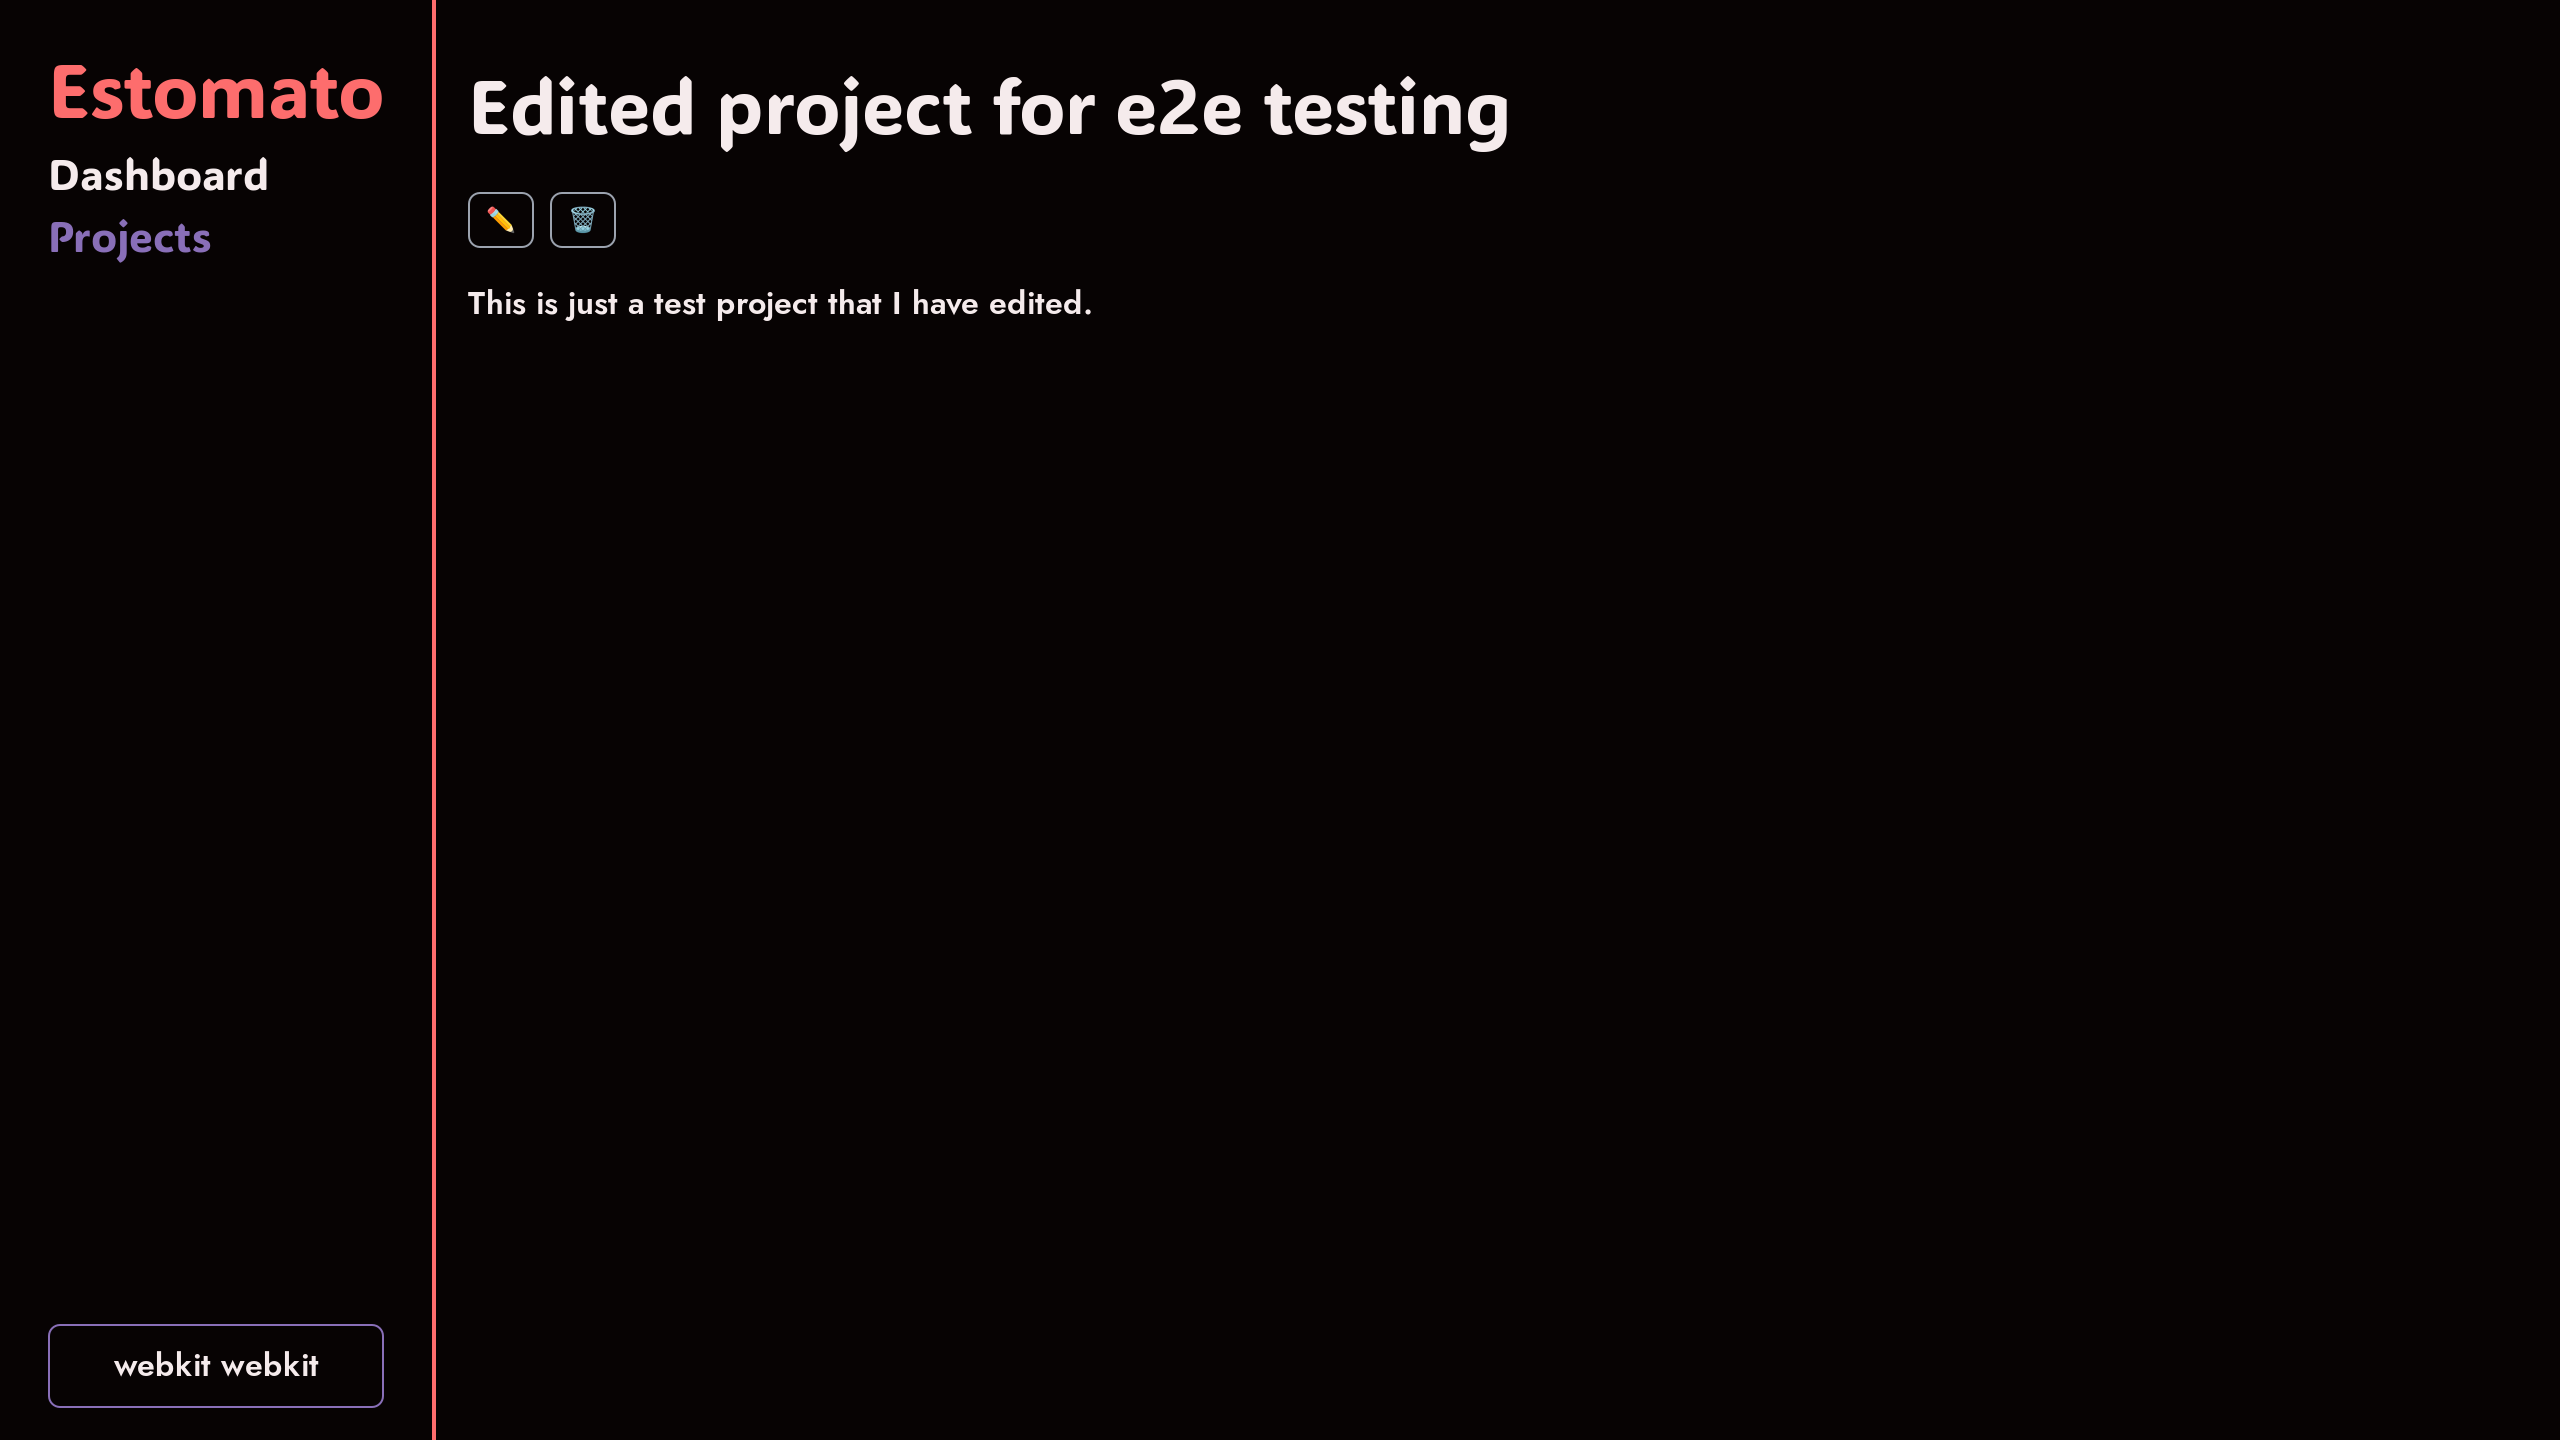 Estomato
Dashboard
Projects
webkit webkit
Edited project for e2e testing
This is just a test project that I have edited.